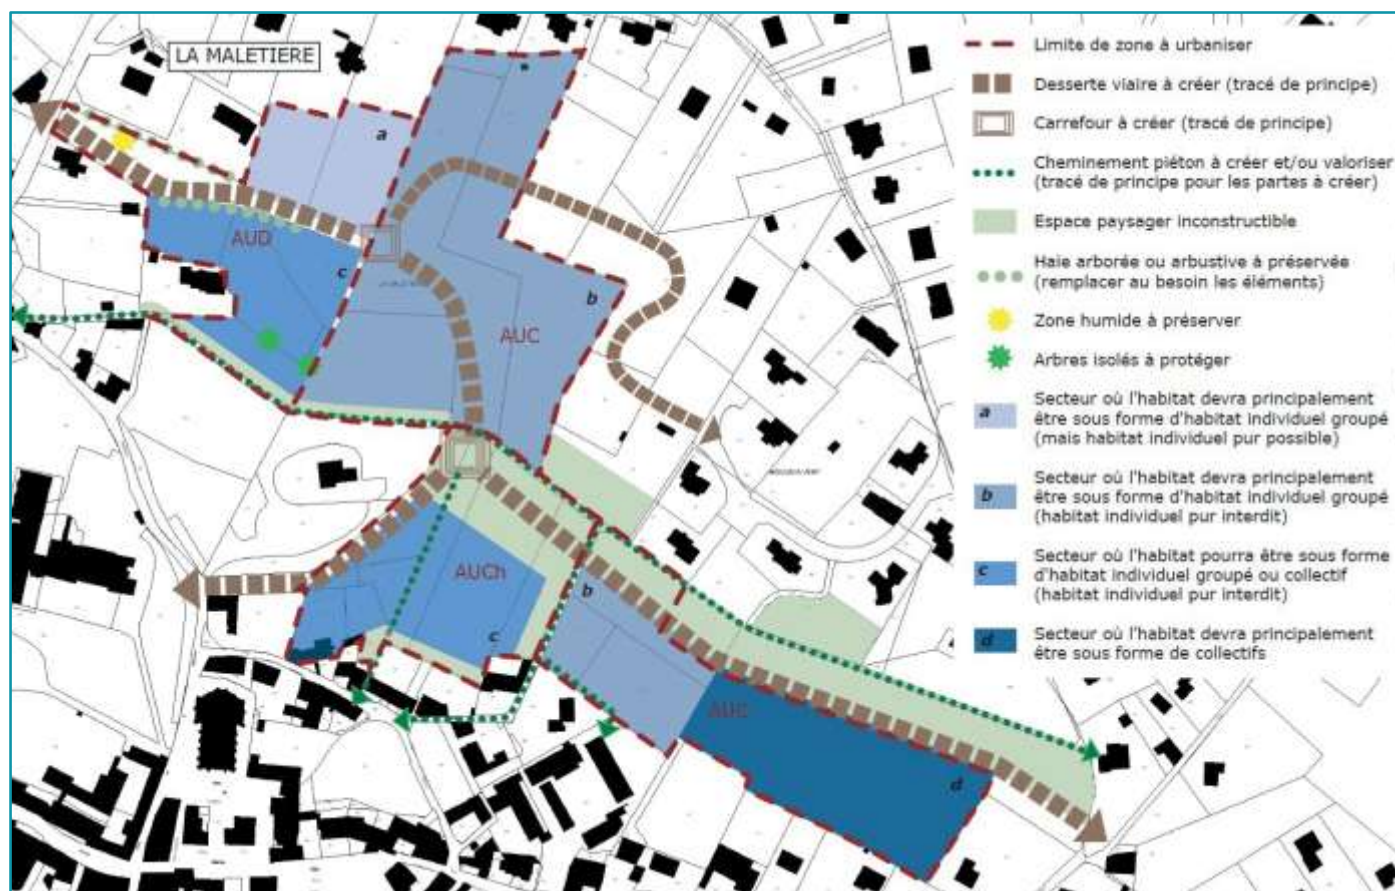 LA MALETIERE
a
AUD
c
b
AUC
AUCh
b
c
AUC
d
Limite de zone à urbaniser
Desserte viaire à créer (tracé de principe)
Carrefour à créer (tracé de principe)
Cheminement piéton à créer et/ou valoriser
(tracé de principe pour les partes à créer)
Espace paysager inconstructible
Haie arborée ou arbustive à préservée
(remplacer au besoin les éléments)
Zone humide à préserver
Arbres isolés à protéger
a
Secteur où l'habitat devra principalement
être sous forme d'habitat individuel groupé
(mais habitat individuel pur possible)
b
Secteur où l'habitat devra principalement
être sous forme d'habitat individuel groupé
(habitat individuel pur interdit)
c
Secteur où l'habitat pourra être sous forme
d'habitat individuel groupé ou collectif
(habitat individuel pur interdit)
d
Secteur où l'habitat devra principalement
être sous forme de collectifs